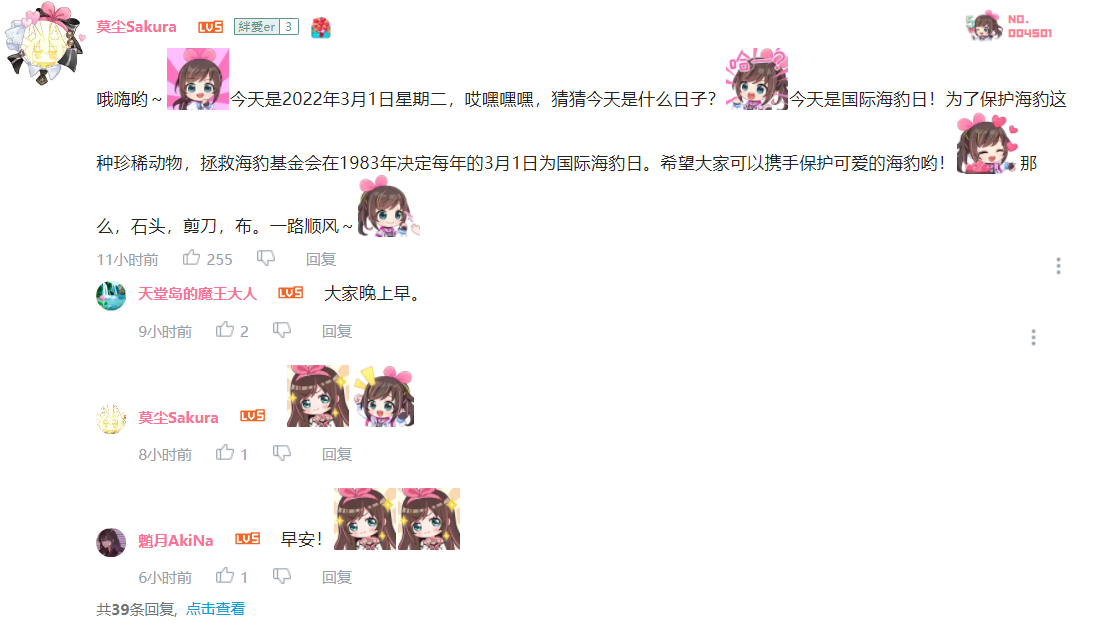 莫尘Sakura LV5 絆愛er 3
NO.
004501
哦嗨哟～今天是2022年3月1日星期二，哎嘿嘿嘿，猜猜今天是什么日子？哈哈今天是国际海豹日！为了保护海豹这
种珍稀动物，拯救海豹基金会在1983年决定每年的3月1日为国际海豹日。希望大家可以携手保护可爱的海豹哟！那
么，石头，剪刀，布。一路顺风～
11小时前 255 回复
天堂岛的魔王大人 LV5 大家晚上早。
9小时前 2 回复
莫尘Sakura LV5
8小时前 1 回复
魈月AkiNa LV5 早安！
6小时前 1 回复
共39条回复, 点击查看